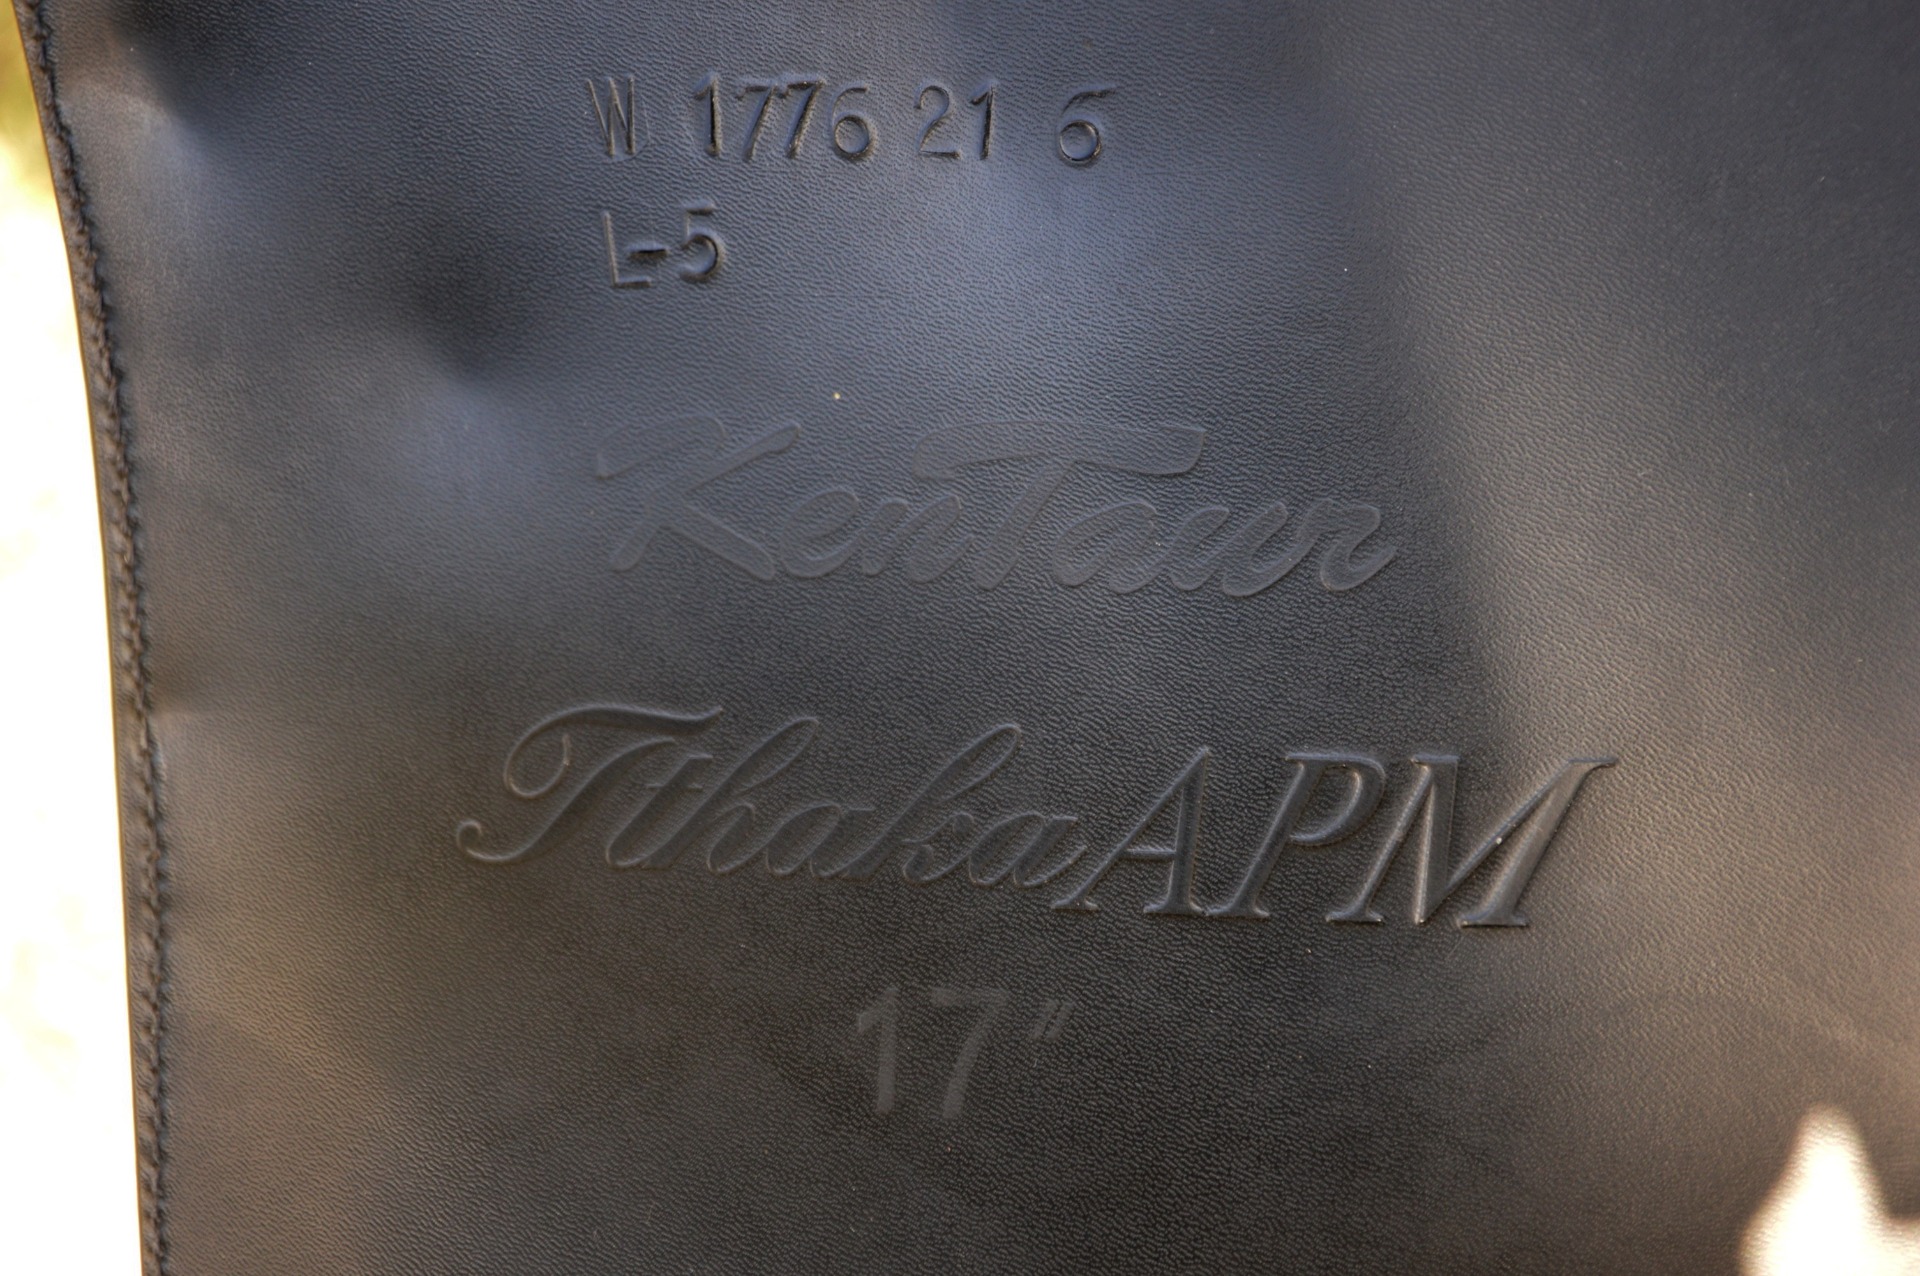 W 1776 21 6
L-5
KenTaur
Ithaka APM
17"